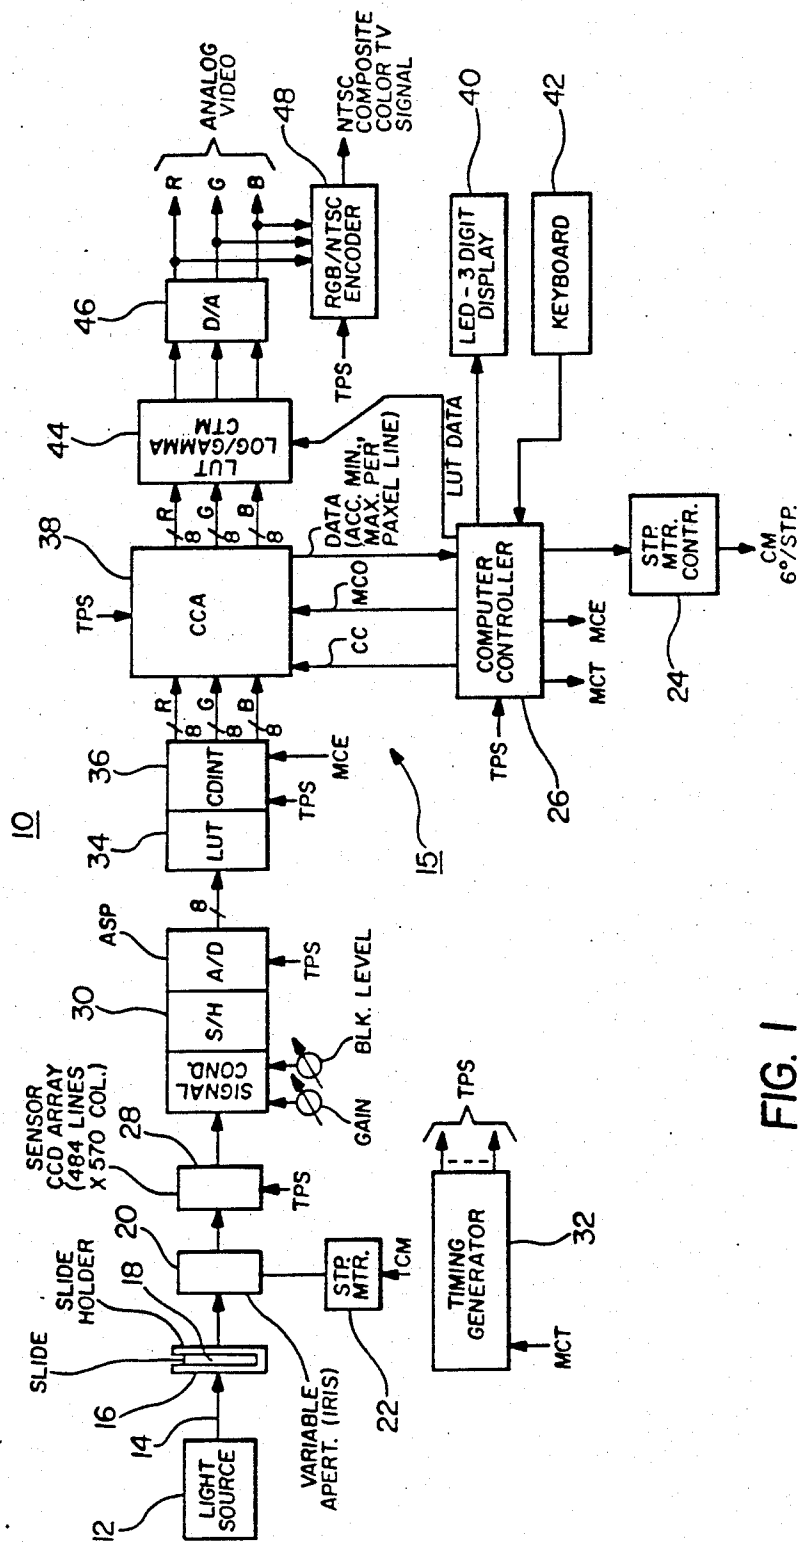 10
LIGHT
SOURCE
12
14
16
SLIDE
SLIDE
HOLDER
18
20
VARIABLE
APERT. (IRIS)
STP.
MTR.
22
CM
SENSOR
CCD ARRAY
(484 LINES
X 570 COL.)
28
TPS
SIGNAL
COND.
S/H
A/D
30
ASP
GAIN
BLK. LEVEL
TPS
8
LUT
CDINT
34
36
TPS
MCE
R
G
B
8
8
8
TPS
CCA
38
R
G
B
8
8
8
LUT
LOG/GAMMA
CTM
44
D/A
46
R
G
B
ANALOG
VIDEO
RGB/NTSC
ENCODER
48
TPS
NTSC
COMPOSITE
COLOR TV
SIGNAL
15
CC
MCO
DATA
(ACC. MIN.,
MAX. PER
PAXEL LINE)
LUT DATA
COMPUTER
CONTROLLER
26
TPS
MCT
MCE
LED-3 DIGIT
DISPLAY
40
KEYBOARD
42
STP.
MTR.
CONTR.
24
CM
6°/STP.
TIMING
GENERATOR
32
MCT
TPS
FIG. 1